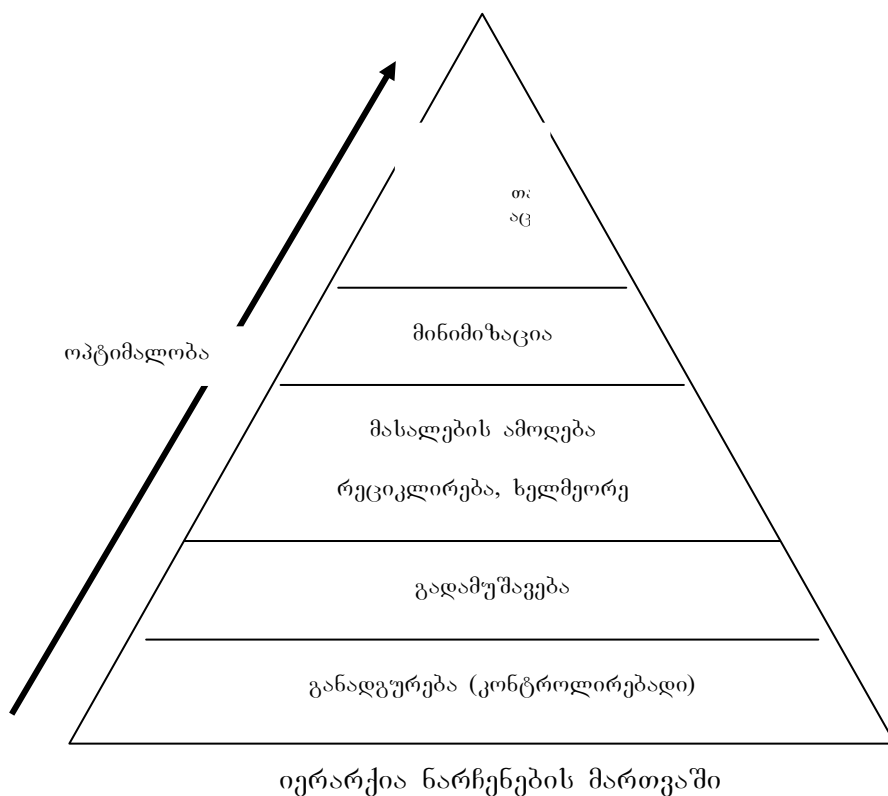 მინიმიზაცია
ოპტიმალობა
მასალების ამოღება
რეციკლირება, ხელმეორე
გადამუშავება
განადგურება (კონტროლირებადი)
იერარქია ნარჩენების მართვაში